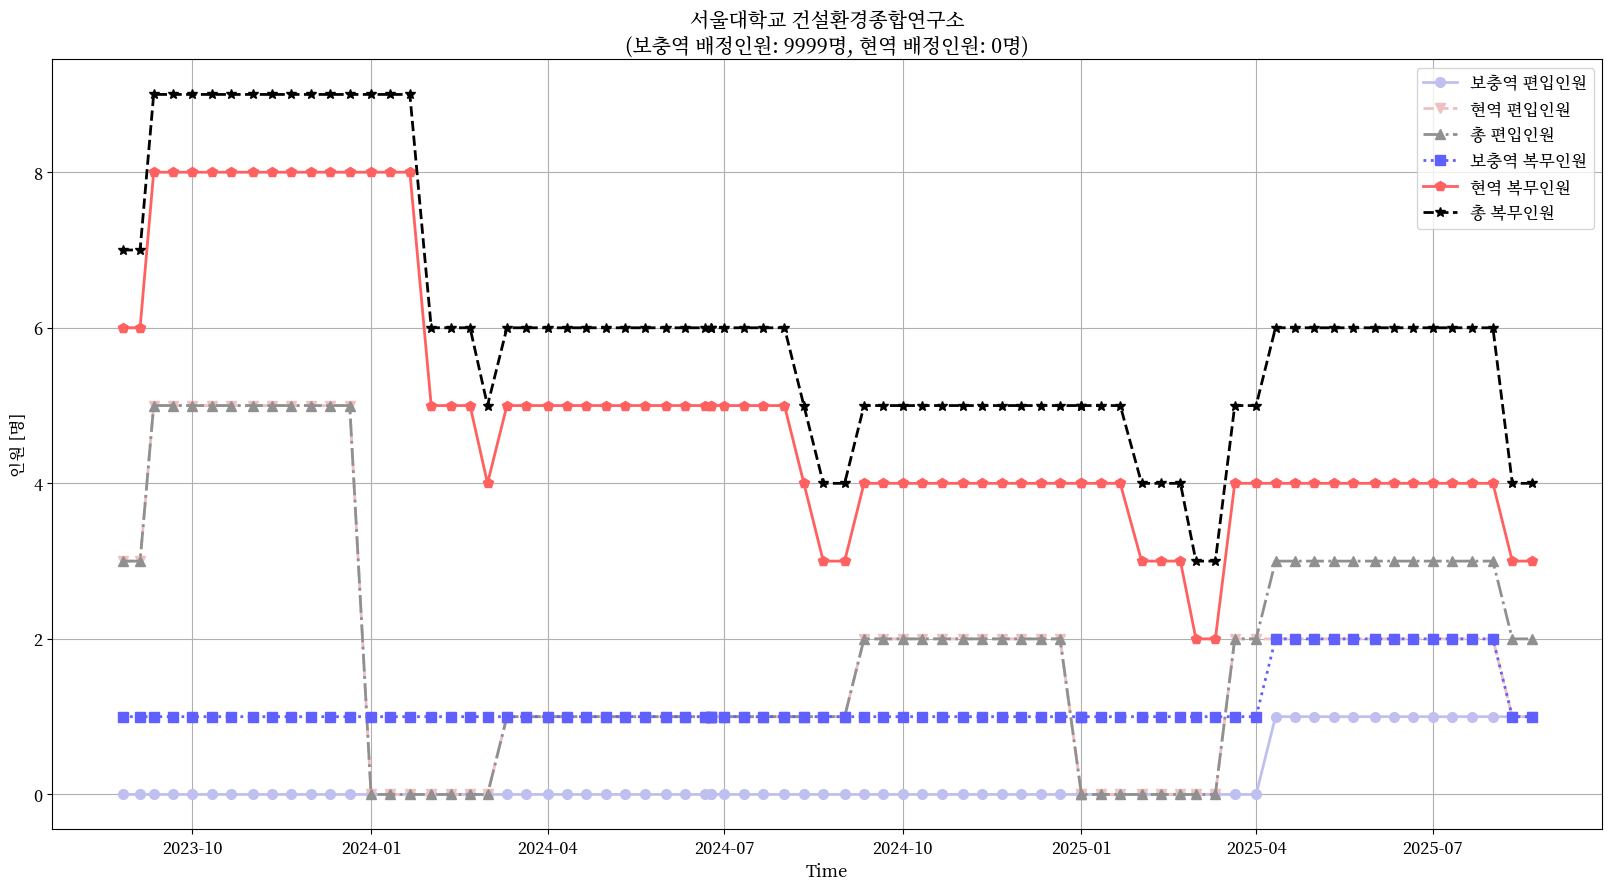 서울대학교 건설환경종합연구소
(보충역 배정인원: 9999명, 현역 배정인원: 0명)
보충역 편입인원
현역 편입인원
총 편입인원
보충역 복무인원
현역 복무인원
총 복무인원
인원 [명]
8
6
4
2
0
2023-10
2024-01
2024-04
2024-07
2024-10
2025-01
2025-04
2025-07
Time